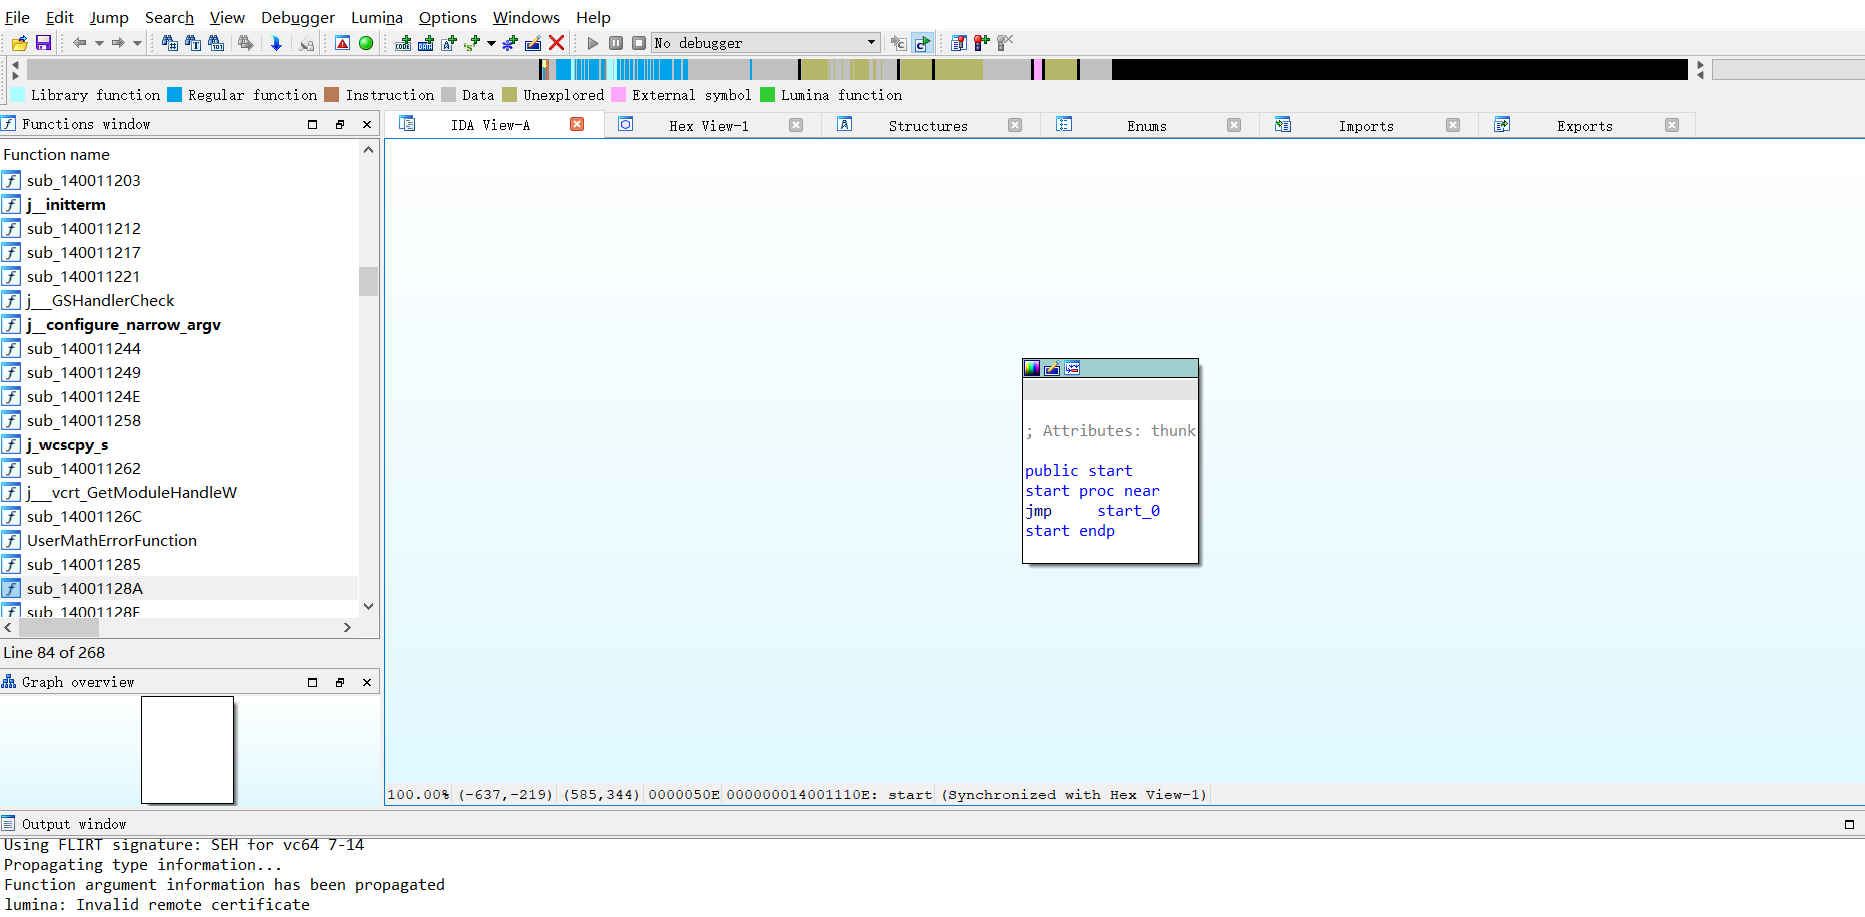 File Edit Jump Search View Debugger Lumina Options Windows Help
No debugger
Library function Regular function Instruction Data Unexplored External symbol Lumina function
Functions window
IDA View-A Hex View-1 Structures Enums Imports Exports
Function name
sub_140011203
j__initterm
sub_140011212
sub_140011217
sub_140011221
j___GSHandlerCheck
j__configure_narrow_argv
sub_140011244
sub_140011249
sub_14001124E
sub_140011258
j_wcscpy_s
sub_140011262
j___vcrt_GetModuleHandleW
sub_14001126C
UserMathErrorFunction
sub_140011285
sub_14001128A
sub_14001128F
Line 84 of 268
Graph overview
; Attributes: thunk
public start
start proc near
jmp start_0
start endp
100.00% (-637,-219) (585,344) 0000050E 000000014001110E: start (Synchronized with Hex View-1)
Output window
Using FLIRT signature: SEH for vc64 7-14
Propagating type information...
Function argument information has been propagated
lumina: Invalid remote certificate